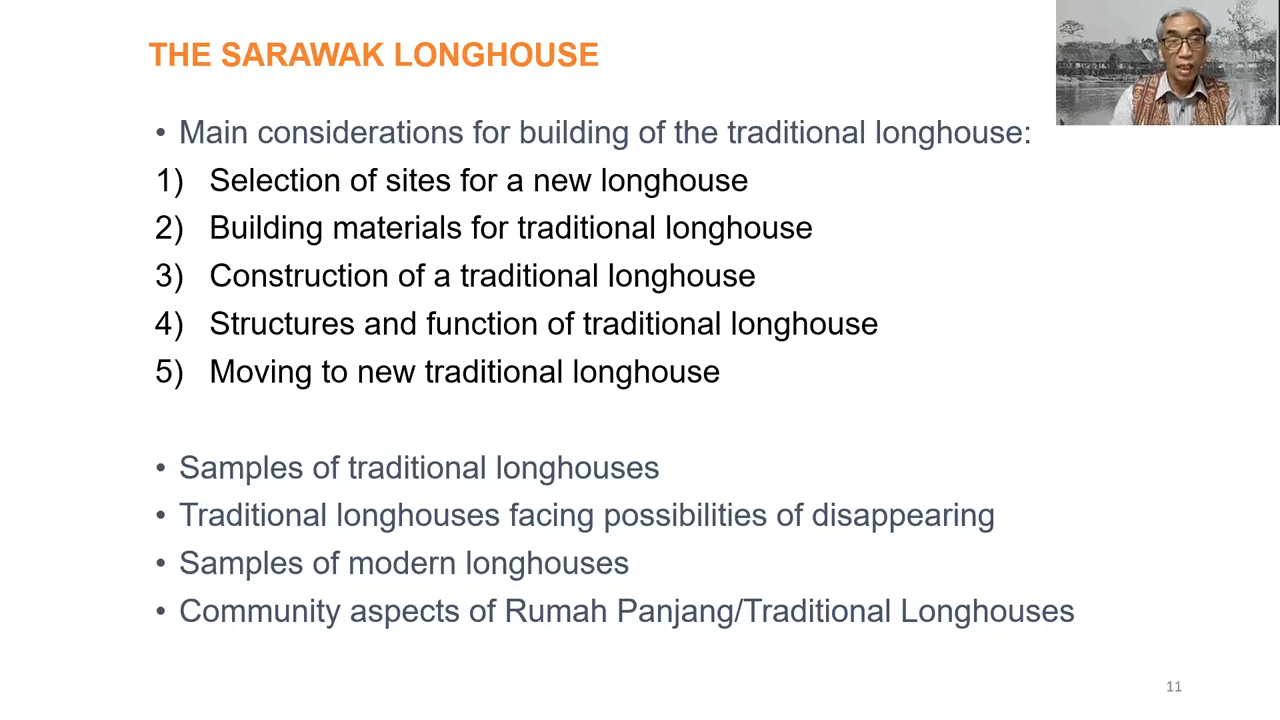 THE SARAWAK LONGHOUSE
• Main considerations for building of the traditional longhouse:
1) Selection of sites for a new longhouse
2) Building materials for traditional longhouse
3) Construction of a traditional longhouse
4) Structures and function of traditional longhouse
5) Moving to new traditional longhouse
• Samples of traditional longhouses
• Traditional longhouses facing possibilities of disappearing
• Samples of modern longhouses
• Community aspects of Rumah Panjang/Traditional Longhouses
11